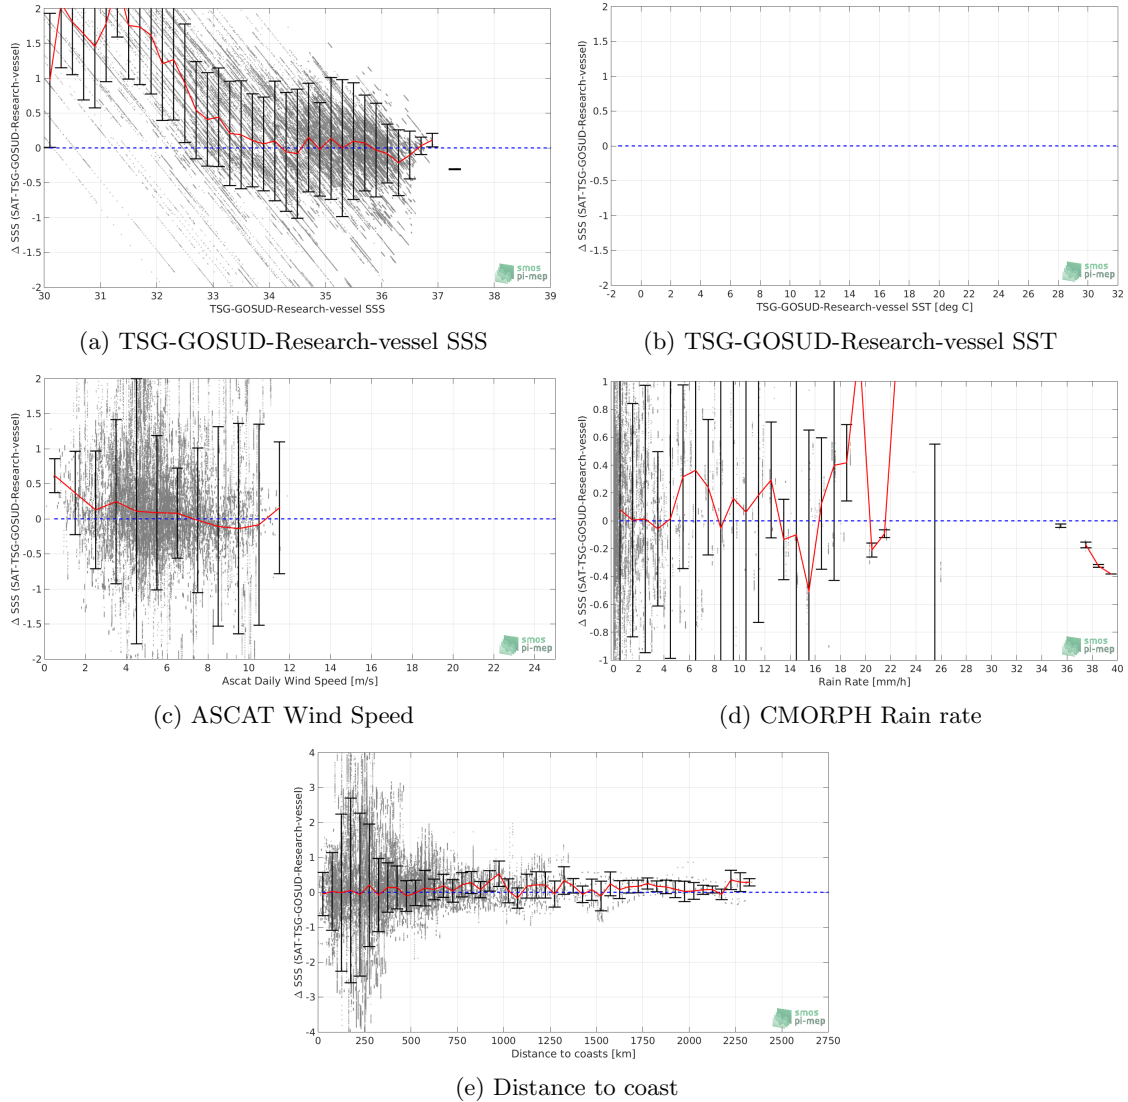 2
1.5
1
0.5
0
-0.5
-1
-1.5
-2
Δ SSS (SAT-TSG-GOSUD-Research-vessel)
30 31 32 33 34 35 36 37 38 39
TSG-GOSUD-Research-vessel SSS
smos
pi-mep
(a) TSG-GOSUD-Research-vessel SSS
2
1.5
1
0.5
0
-0.5
-1
-1.5
-2
Δ SSS (SAT-TSG-GOSUD-Research-vessel)
-2 0 2 4 6 8 10 12 14 16 18 20 22 24 26 28 30 32
TSG-GOSUD-Research-vessel SST [deg C]
smos
pi-mep
(b) TSG-GOSUD-Research-vessel SST
2
1.5
1
0.5
0
-0.5
-1
-1.5
-2
Δ SSS (SAT-TSG-GOSUD-Research-vessel)
0 2 4 6 8 10 12 14 16 18 20 22 24
Ascat Daily Wind Speed [m/s]
smos
pi-mep
(c) ASCAT Wind Speed
1
0.8
0.6
0.4
0.2
0
-0.2
-0.4
-0.6
-0.8
-1
Δ SSS (SAT-TSG-GOSUD-Research-vessel)
0 2 4 6 8 10 12 14 16 18 20 22 24 26 28 30 32 34 36 38 40
Rain Rate [mm/h]
smos
pi-mep
(d) CMORPH Rain rate
4
3
2
1
0
-1
-2
-3
-4
Δ SSS (SAT-TSG-GOSUD-Research-vessel)
0 250 500 750 1000 1250 1500 1750 2000 2250 2500 2750
Distance to coasts [km]
smos
pi-mep
(e) Distance to coast